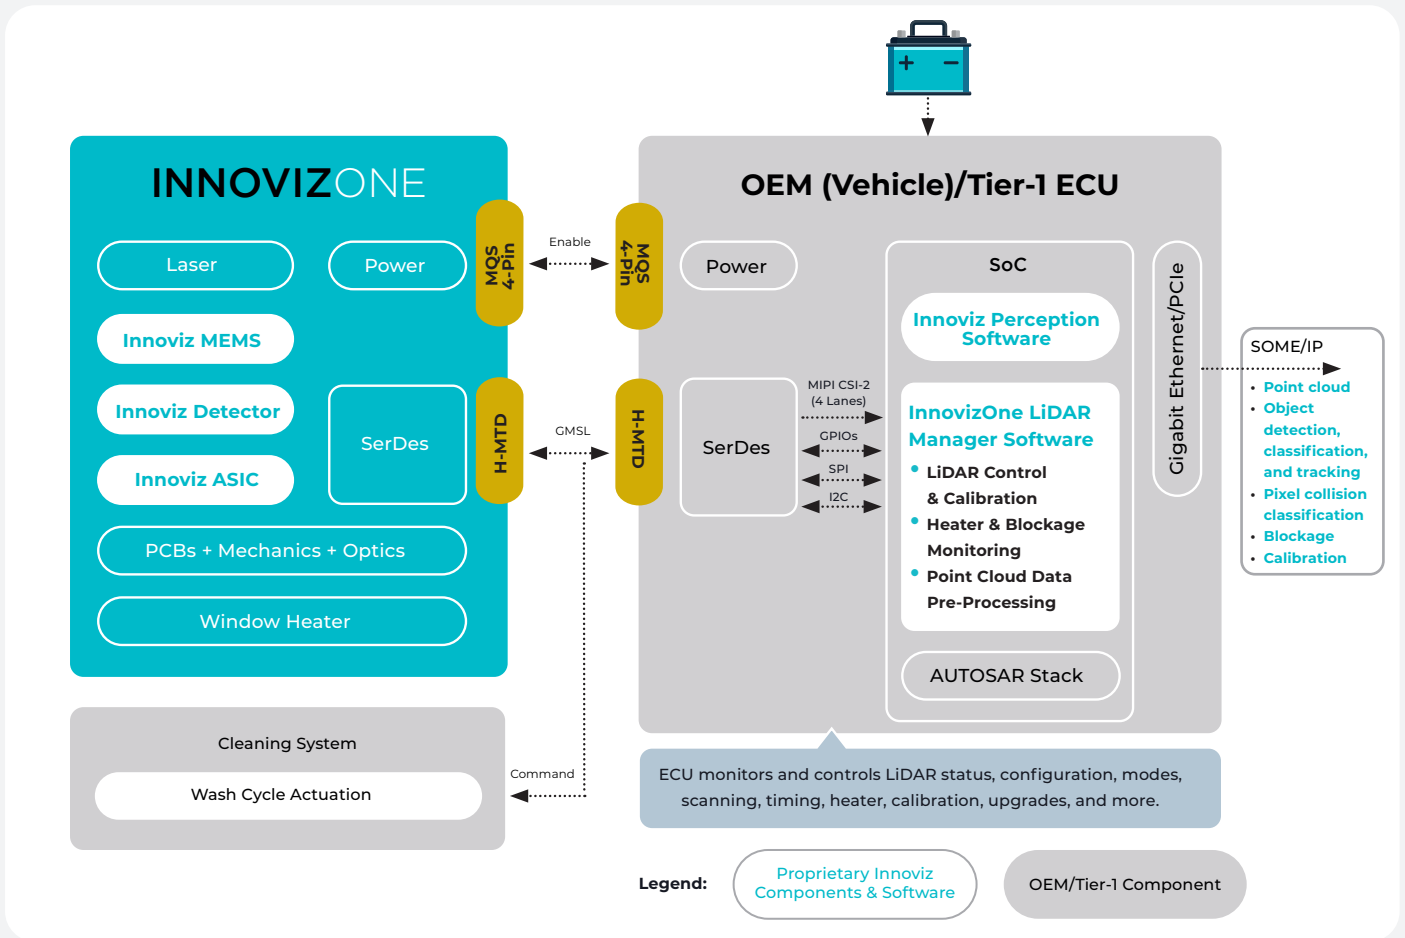 INNOVIZONE
Laser
Power
Innoviz MEMS
Innoviz Detector
Innoviz ASIC
SerDes
PCBs + Mechanics + Optics
Window Heater
MQS
4-Pin
H-MTD
Enable
GMSL
MQS
4-Pin
H-MTD
Cleaning System
Wash Cycle Actuation
Command
+ −
OEM (Vehicle)/Tier-1 ECU
Power
SerDes
MIPI CSI-2
(4 Lanes)
GPIOs
SPI
I2C
SoC
Innoviz Perception
Software
InnovizOne LiDAR
Manager Software
• LiDAR Control
& Calibration
• Heater & Blockage
Monitoring
• Point Cloud Data
Pre-Processing
AUTOSAR Stack
Gigabit Ethernet/PCIe
SOME/IP
• Point cloud
• Object
detection,
classification,
and tracking
• Pixel collision
classification
• Blockage
• Calibration
ECU monitors and controls LiDAR status, configuration, modes,
scanning, timing, heater, calibration, upgrades, and more.
Legend:
Proprietary Innoviz
Components & Software
OEM/Tier-1 Component